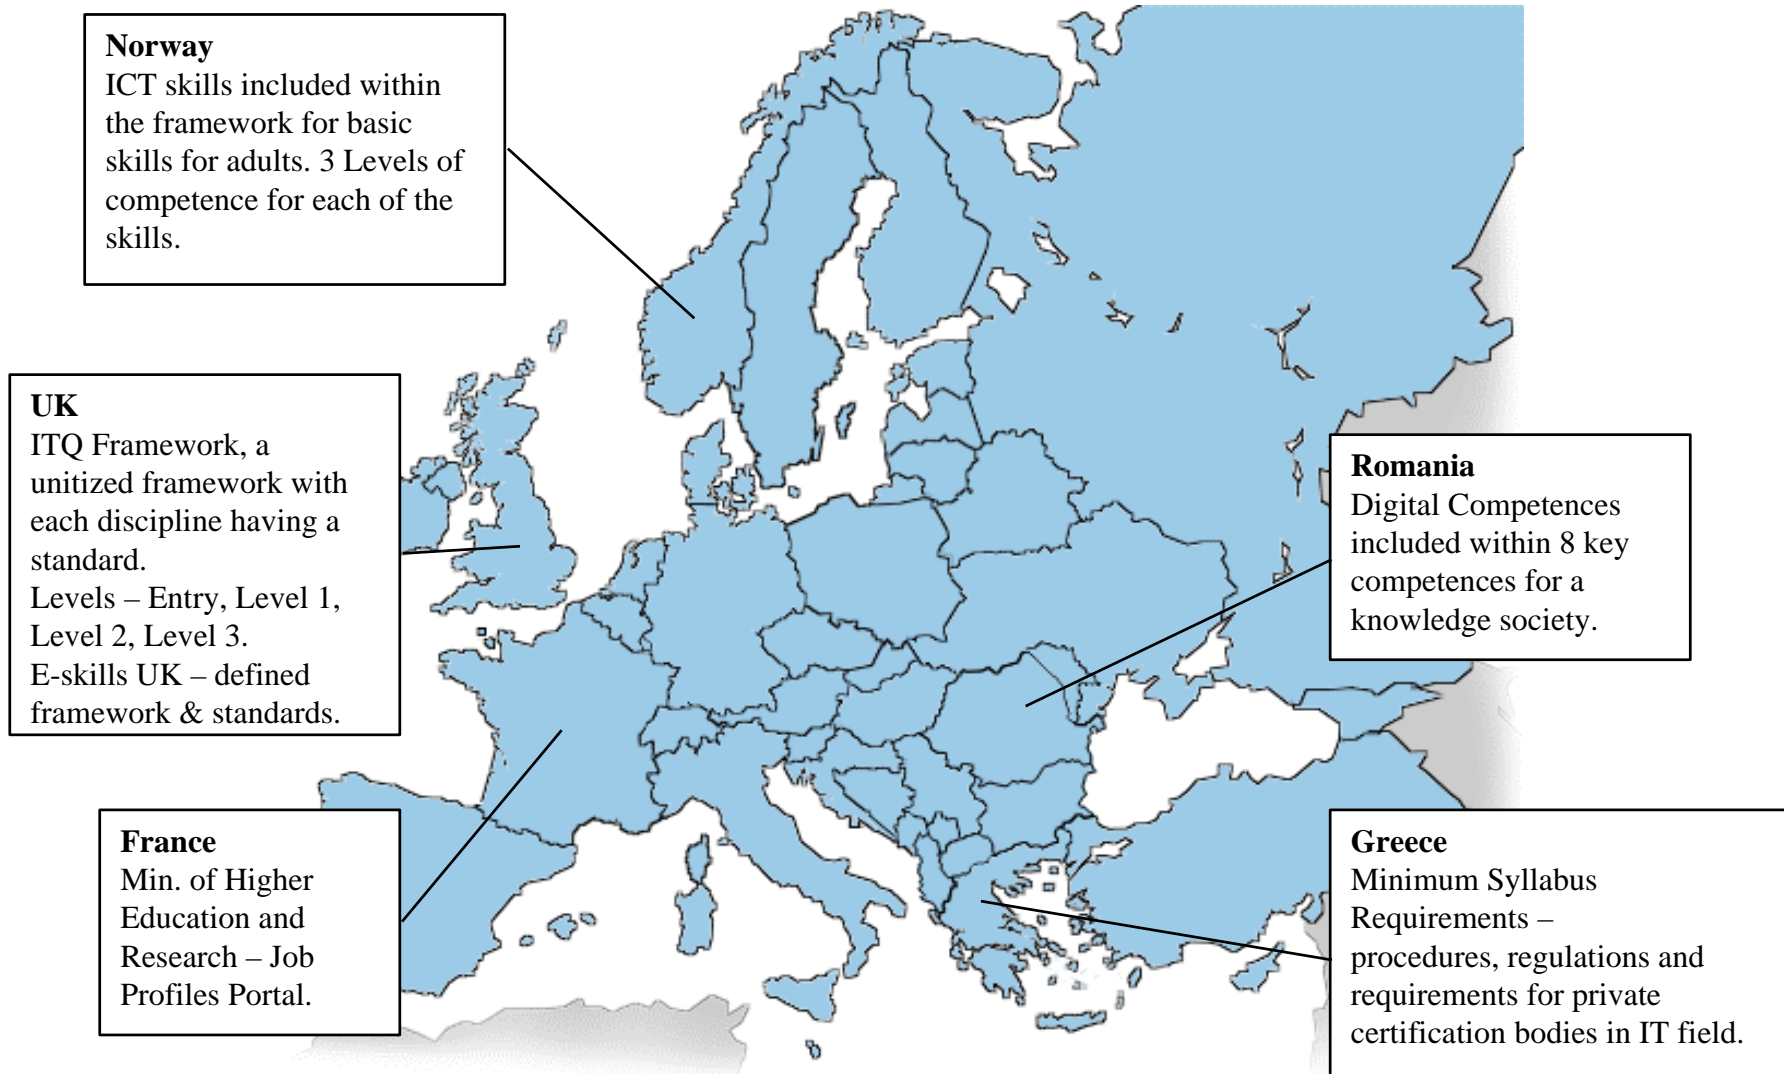 Norway
ICT skills included within
the framework for basic
skills for adults. 3 Levels of
competence for each of the
skills.
UK
ITQ Framework, a
unitized framework with
each discipline having a
standard.
Levels – Entry, Level 1,
Level 2, Level 3.
E-skills UK – defined
framework & standards.
Romania
Digital Competences
included within 8 key
competences for a
knowledge society.
France
Min. of Higher
Education and
Research – Job
Profiles Portal.
Greece
Minimum Syllabus
Requirements –
procedures, regulations and
requirements for private
certification bodies in IT field.